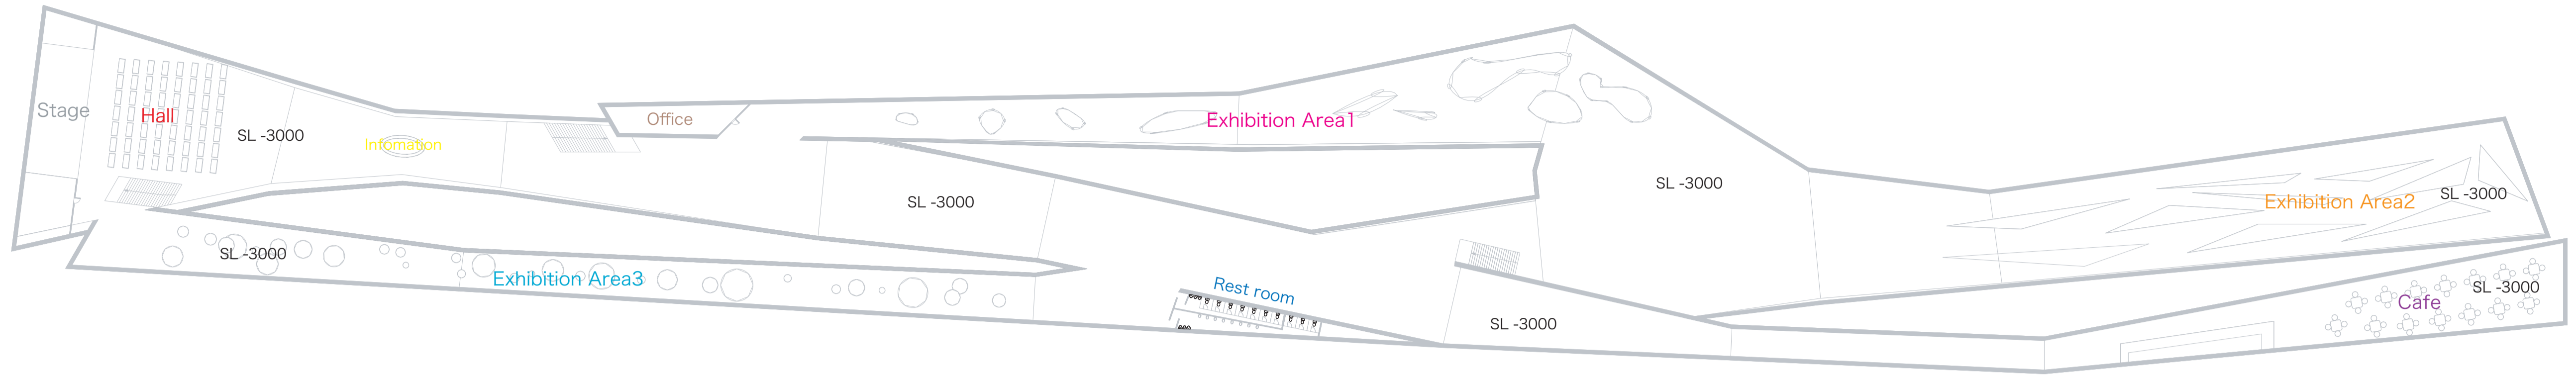 Stage
Hall
SL -3000
Infomation
Office
Exhibition Area1
SL -3000
SL -3000
Exhibition Area2
SL -3000
SL -3000
Exhibition Area3
Rest room
SL -3000
Cafe
SL -3000